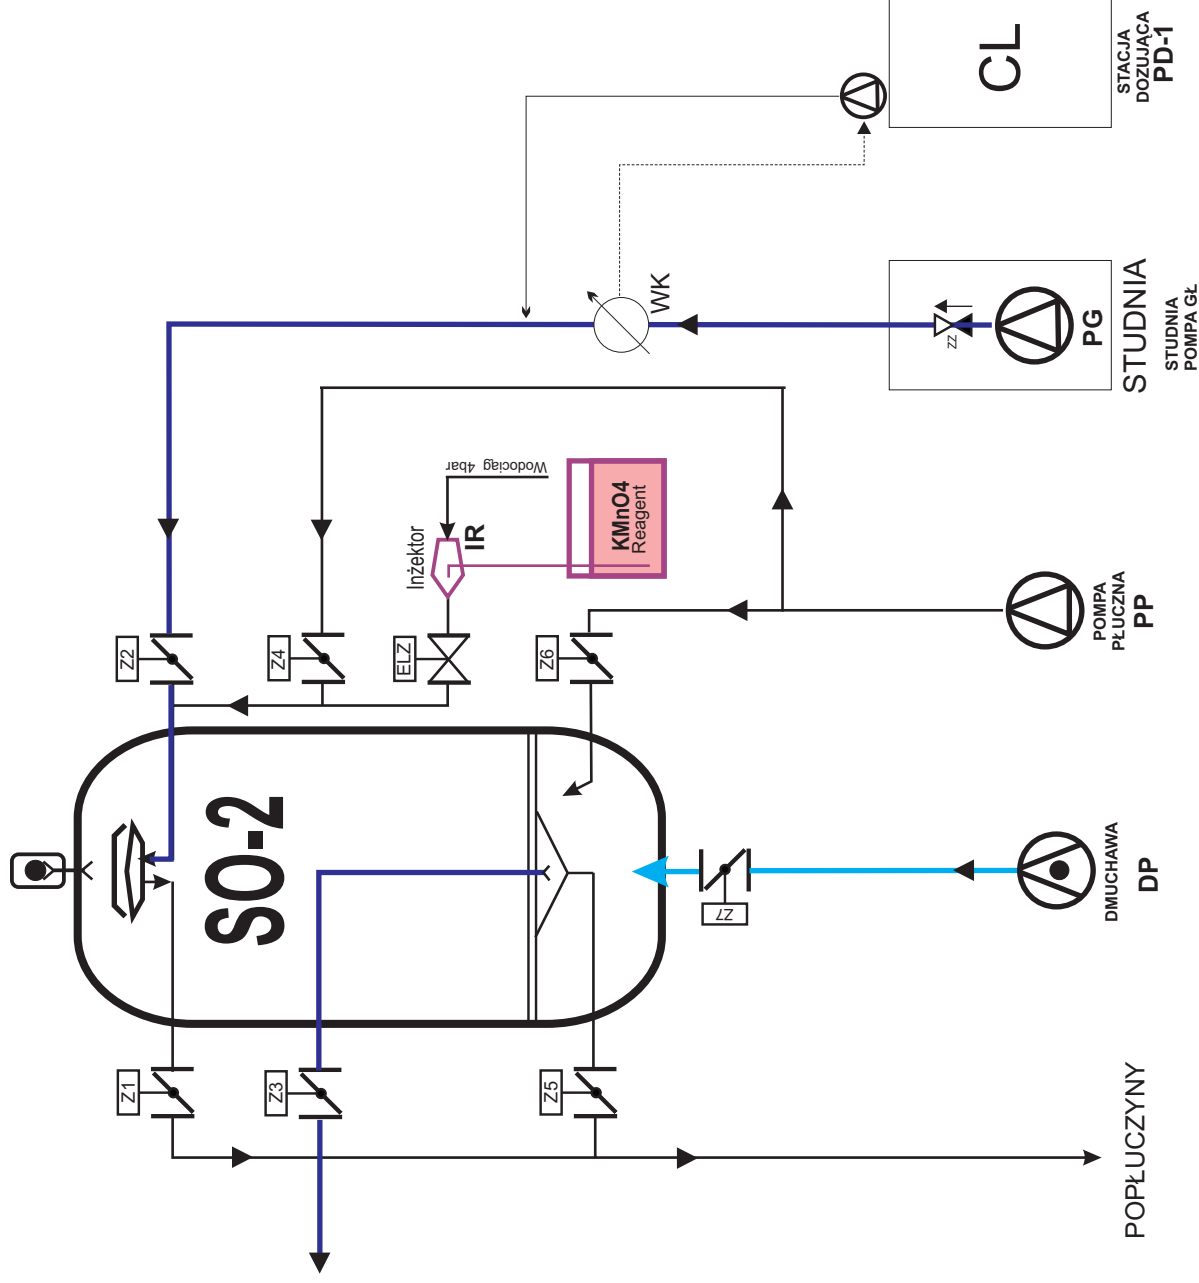 CL
STACJA
DOZUJĄCA
PD-1
WK
ZZ
PG
STUDNIA
STUDNIA
POMPA GŁ
Wodociąg 4bar
Inżektor
IR
KMnO4
Reagent
Z2
Z4
ELZ
Z6
POMPA
PŁUCZNA
PP
SO-2
Z7
DMUCHAWA
DP
Z1
Z3
Z5
POPŁUCZYNY